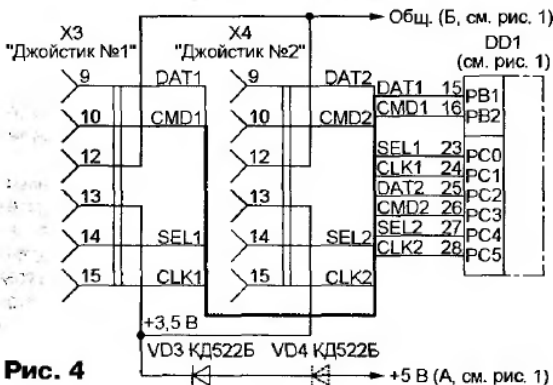 Общ. (Б, см. рис. 1)
X3
"Джойстик №1"
X4
"Джойстик №2"
DD1
(см. рис. 1)
9 DAT1
10 CMD1
12
13
14 SEL1
15 CLK1
9 DAT2
10 CMD2
12
13
14 SEL2
15 CLK2
DAT1 15 PB1
CMD1 16 PB2
SEL1 23 PC0
CLK1 24 PC1
DAT2 25 PC2
CMD2 26 PC3
SEL2 27 PC4
CLK2 28 PC5
+3,5 В
VD3 КД522Б VD4 КД522Б
+5 В (А, см. рис. 1)
Рис. 4